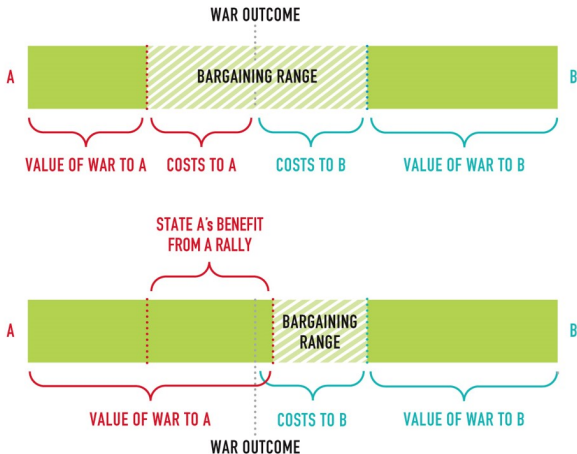 WAR OUTCOME
A
BARGAINING RANGE
B
VALUE OF WAR TO A
COSTS TO A
COSTS TO B
VALUE OF WAR TO B
STATE A's BENEFIT
FROM A RALLY
A
BARGAINING
RANGE
B
VALUE OF WAR TO A
COSTS TO B
VALUE OF WAR TO B
WAR OUTCOME